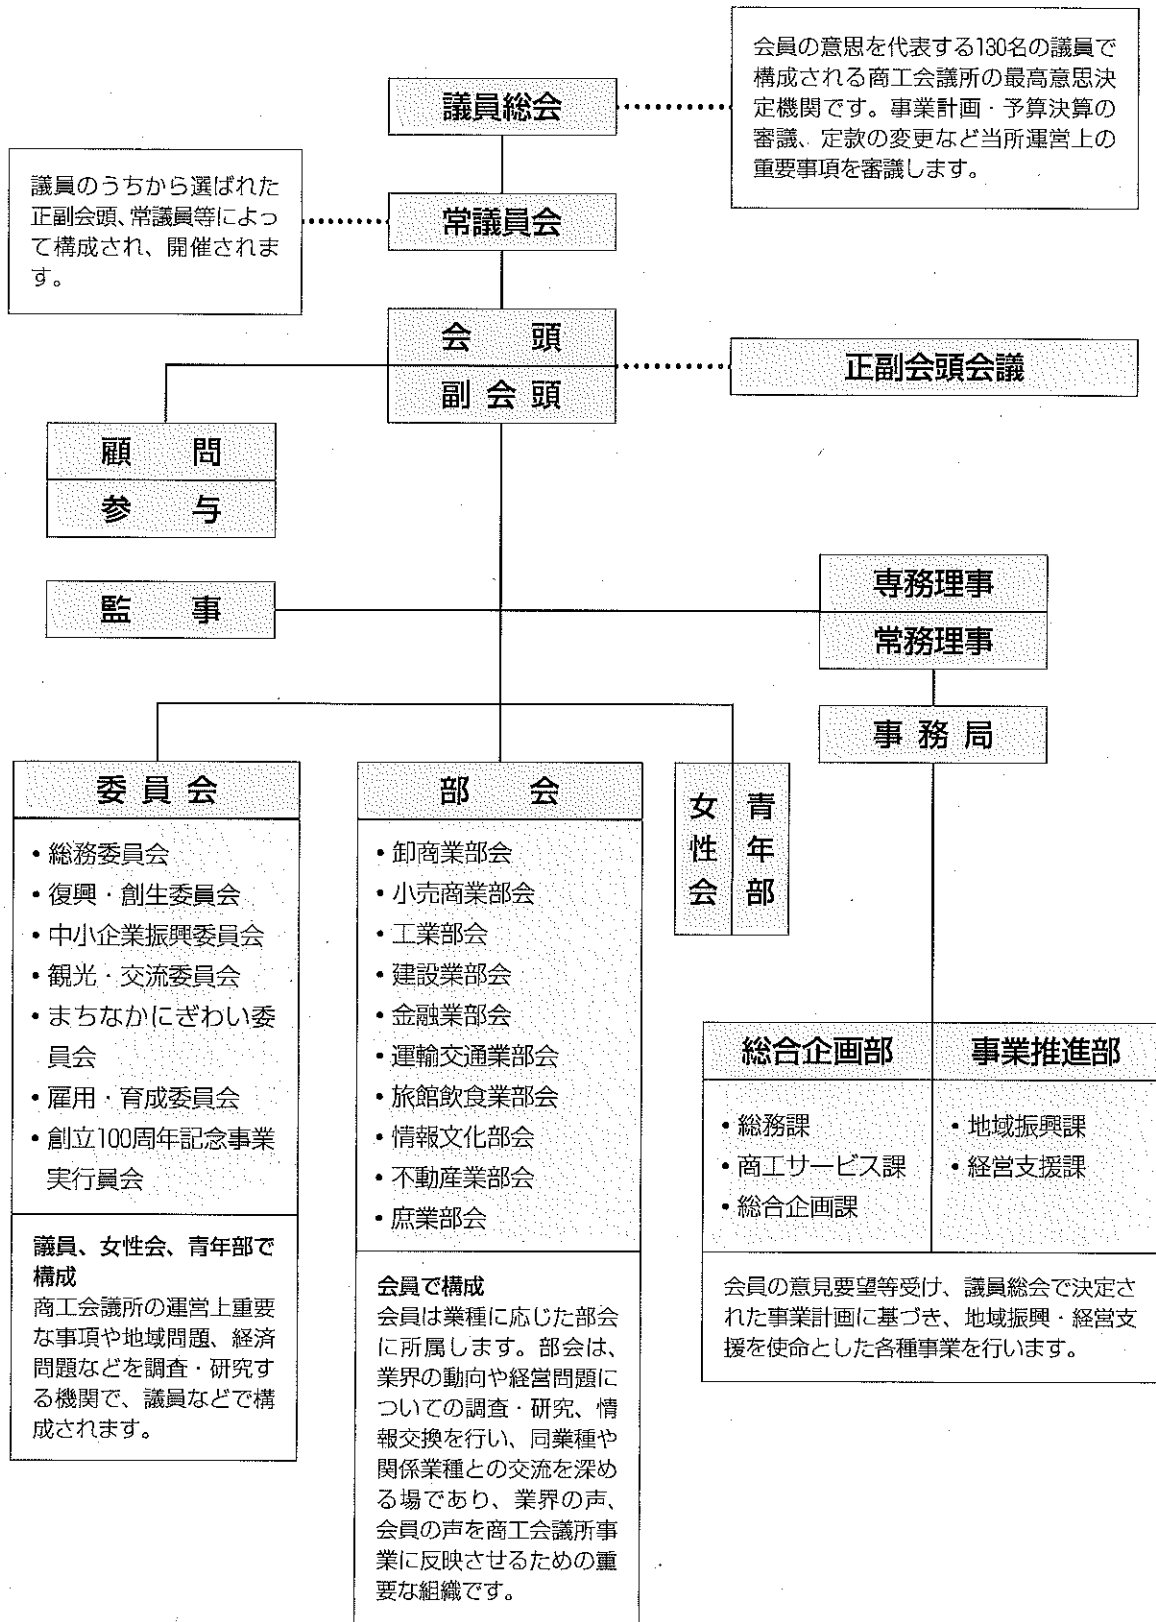 会員の意思を代表する130名の議員で
構成される商工会議所の最高意思決
定機関です。事業計画・予算決算の
審議、定款の変更など当所運営上の
重要事項を審議します。
議員総会
議員のうちから選ばれた
正副会頭、常議員等によっ
て構成され、開催されま
す。
常議員会
会 頭
副会頭
正副会頭会議
顧 問
参 与
監 事
専務理事
常務理事
事務局
委員会
・総務委員会
・復興・創生委員会
・中小企業振興委員会
・観光・交流委員会
・まちなかにぎわい委
員会
・雇用・育成委員会
・創立100周年記念事業
実行員会
議員、女性会、青年部で
構成
商工会議所の運営上重要
な事項や地域問題、経済
問題などを調査・研究す
る機関で、議員などで構
成されます。
部 会
・卸商業部会
・小売商業部会
・工業部会
・建設業部会
・金融業部会
・運輸交通業部会
・旅館飲食業部会
・情報文化部会
・不動産業部会
・庶業部会
会員で構成
会員は業種に応じた部会
に所属します。部会は、
業界の動向や経営問題に
ついての調査・研究、情
報交換を行い、同業種や
関係業種との交流を深め
る場であり、業界の声、
会員の声を商工会議所事
業に反映させるための重
要な組織です。
女性会
青年部
総合企画部
・総務課
・商工サービス課
・総合企画課
事業推進部
・地域振興課
・経営支援課
会員の意見要望等受け、議員総会で決定さ
れた事業計画に基づき、地域振興・経営支
援を使命とした各種事業を行います。